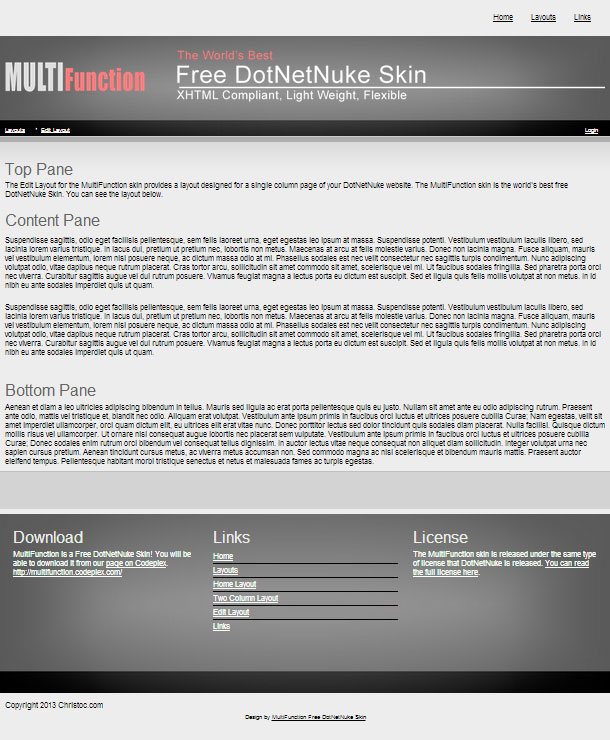 Home Layouts Links
MULTIFunction
The World's Best
Free DotNetNuke Skin
XHTML Compliant, Light Weight, Flexible
Layouts Edit Layout Login
Top Pane
The Edit Layout for the MultiFunction skin provides a layout designed for a single column page of your DotNetNuke website. The MultiFunction skin is the world's best free
DotNetNuke Skin. You can see the layout below.
Content Pane
Suspendisse sagittis, odio eget facilisis pellentesque, sem felis laoreet urna, eget egestas leo ipsum at massa. Suspendisse potenti. Vestibulum vestibulum iaculis libero, sed
lacinia lorem varius tristique. In lacus dui, pretium ut pretium nec, lobortis non metus. Maecenas at arcu at felis molestie varius. Donec non lacinia magna. Fusce aliquam, mauris
vel vestibulum elementum, lorem nisi posuere neque, ac dictum massa odio at mi. Phasellus sodales est nec velit consectetur nec sagittis turpis condimentum. Nunc adipiscing
volutpat odio, vitae dapibus neque rutrum placerat. Cras tortor arcu, sollicitudin sit amet commodo sit amet, scelerisque vel mi. Ut faucibus sodales fringilla. Sed pharetra porta orci
nec viverra. Curabitur sagittis augue vel dui rutrum posuere. Vivamus feugiat magna a lectus porta eu dictum est suscipit. Sed et ligula quis felis mollis volutpat at non metus. In id
nibh eu ante sodales imperdiet quis ut quam.
Suspendisse sagittis, odio eget facilisis pellentesque, sem felis laoreet urna, eget egestas leo ipsum at massa. Suspendisse potenti. Vestibulum vestibulum iaculis libero, sed
lacinia lorem varius tristique. In lacus dui, pretium ut pretium nec, lobortis non metus. Maecenas at arcu at felis molestie varius. Donec non lacinia magna. Fusce aliquam, mauris
vel vestibulum elementum, lorem nisi posuere neque, ac dictum massa odio at mi. Phasellus sodales est nec velit consectetur nec sagittis turpis condimentum. Nunc adipiscing
volutpat odio, vitae dapibus neque rutrum placerat. Cras tortor arcu, sollicitudin sit amet commodo sit amet, scelerisque vel mi. Ut faucibus sodales fringilla. Sed pharetra porta orci
nec viverra. Curabitur sagittis augue vel dui rutrum posuere. Vivamus feugiat magna a lectus porta eu dictum est suscipit. Sed et ligula quis felis mollis volutpat at non metus. In id
nibh eu ante sodales imperdiet quis ut quam.
Bottom Pane
Aenean et diam a leo ultricies adipiscing bibendum in tellus. Mauris sed ligula ac erat porta pellentesque quis eu justo. Nullam sit amet ante eu odio adipiscing rutrum. Praesent
ante odio, mattis vel tristique et, blandit nec odio. Aliquam erat volutpat. Vestibulum ante ipsum primis in faucibus orci luctus et ultrices posuere cubilia Curae; Nam egestas, velit sit
amet imperdiet ullamcorper, orci quam dictum elit, eu ultrices elit erat vitae nunc. Donec porttitor lectus sed dolor tincidunt quis sodales diam placerat. Nulla facilisi. Quisque dictum
mollis risus vel ullamcorper. Ut ornare nisl consequat augue lobortis nec placerat sem vulputate. Vestibulum ante ipsum primis in faucibus orci luctus et ultrices posuere cubilia
Curae; Donec sodales enim rutrum orci bibendum vel consequat tellus dignissim. In auctor luctus vitae neque consequat non aliquet diam sollicitudin. Integer volutpat urna nec
sapien cursus pretium. Aenean tincidunt cursus metus, ac viverra metus accumsan non. Sed commodo magna ac nisl scelerisque et bibendum mauris mattis. Praesent auctor
eleifend tempus. Pellentesque habitant morbi tristique senectus et netus et malesuada fames ac turpis egestas.
Download
MultiFunction is a Free DotNetNuke Skin! You will be
able to download it from our page on Codeplex.
http://multifunction.codeplex.com/
Links
Home
Layouts
Home Layout
Two Column Layout
Edit Layout
Links
License
The MultiFunction skin is released under the same type
of license that DotNetNuke is released. You can read
the full license here.
Copyright 2013 Christoc.com
Design by MultiFunction Free DotNetNuke Skin